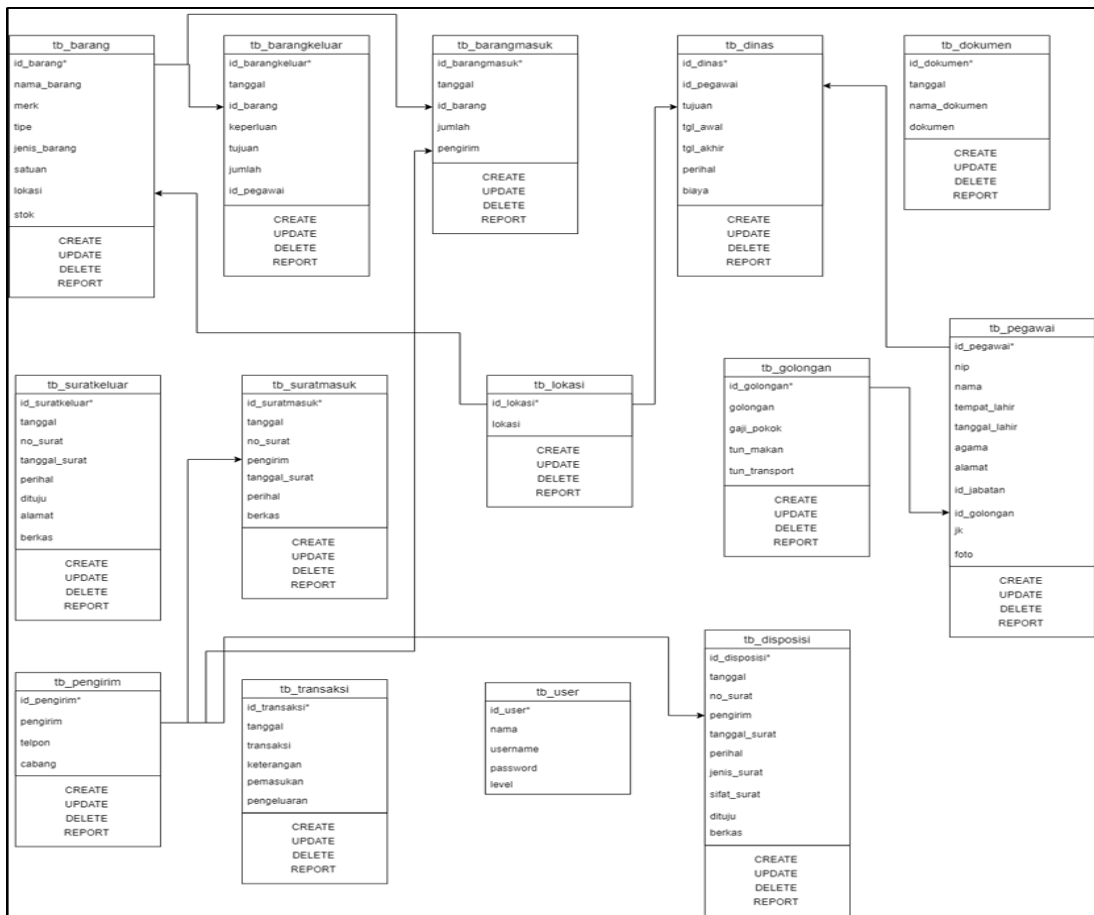 tb_barang
id_barang*
nama_barang
merk
tipe
jenis_barang
satuan
lokasi
stok
CREATE
UPDATE
DELETE
REPORT
tb_barangkeluar
id_barangkeluar*
tanggal
id_barang
keperluan
tujuan
jumlah
id_pegawai
CREATE
UPDATE
DELETE
REPORT
tb_barangmasuk
id_barangmasuk*
tanggal
id_barang
jumlah
pengirim
CREATE
UPDATE
DELETE
REPORT
tb_dinas
id_dinas*
id_pegawai
tujuan
tgl_awal
tgl_akhir
perihal
biaya
CREATE
UPDATE
DELETE
REPORT
tb_dokumen
id_dokumen*
tanggal
nama_dokumen
dokumen
CREATE
UPDATE
DELETE
REPORT
tb_suratkeluar
id_suratkeluar*
tanggal
no_surat
tanggal_surat
perihal
dituju
alamat
berkas
CREATE
UPDATE
DELETE
REPORT
tb_suratmasuk
id_suratmasuk*
tanggal
no_surat
pengirim
tanggal_surat
perihal
berkas
CREATE
UPDATE
DELETE
REPORT
tb_lokasi
id_lokasi*
lokasi
CREATE
UPDATE
DELETE
REPORT
tb_golongan
id_golongan*
golongan
gaji_pokok
tun_makan
tun_transport
CREATE
UPDATE
DELETE
REPORT
tb_pegawai
id_pegawai*
nip
nama
tempat_lahir
tanggal_lahir
agama
alamat
id_jabatan
id_golongan
jk
foto
CREATE
UPDATE
DELETE
REPORT
tb_pengirim
id_pengirim*
pengirim
telpon
cabang
CREATE
UPDATE
DELETE
REPORT
tb_transaksi
id_transaksi*
tanggal
transaksi
keterangan
pemasukan
pengeluaran
CREATE
UPDATE
DELETE
REPORT
tb_user
id_user*
nama
username
password
level
tb_disposisi
id_disposisi*
tanggal
no_surat
pengirim
tanggal_surat
perihal
jenis_surat
sifat_surat
dituju
berkas
CREATE
UPDATE
DELETE
REPORT